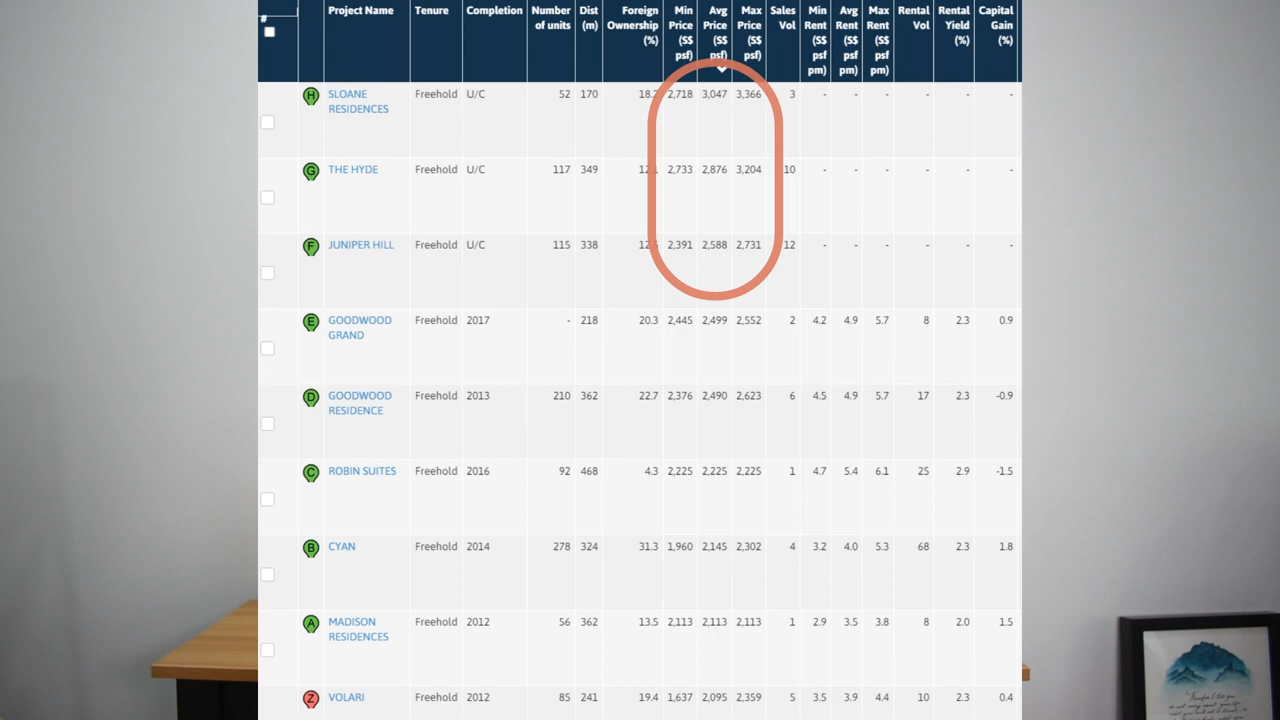 #
Project Name Tenure Completion Number of units Dist (m) Foreign Ownership (%) Min Price (S$ psf) Avg Price (S$ psf) Max Price (S$ psf) Sales Vol Min Rent (S$ psf pm) Avg Rent (S$ psf pm) Max Rent (S$ psf pm) Rental Vol Rental Yield (%) Capital Gain (%)
H SLOANE RESIDENCES Freehold U/C 52 170 2,718 3,047 3,366 3 - - - - - -
G THE HYDE Freehold U/C 117 349 2,733 2,876 3,204 10 - - - - - -
F JUNIPER HILL Freehold U/C 115 338 2,391 2,588 2,731 12 - - - - - -
E GOODWOOD GRAND Freehold 2017 - 218 20.3 2,445 2,499 2,552 2 4.2 4.9 5.7 8 2.3 0.9
D GOODWOOD RESIDENCE Freehold 2013 210 362 22.7 2,376 2,490 2,623 6 4.5 4.9 5.7 17 2.3 -0.9
C ROBIN SUITES Freehold 2016 92 468 4.3 2,225 2,225 2,225 1 4.7 5.4 6.1 25 2.9 -1.5
B CYAN Freehold 2014 278 324 31.3 1,960 2,145 2,302 4 3.2 4.0 5.3 68 2.3 1.8
A MADISON RESIDENCES Freehold 2012 56 362 13.5 2,113 2,113 2,113 1 2.9 3.5 3.8 8 2.0 1.5
Z VOLARI Freehold 2012 85 241 19.4 1,637 2,095 2,359 5 3.5 3.9 4.4 10 2.3 0.4